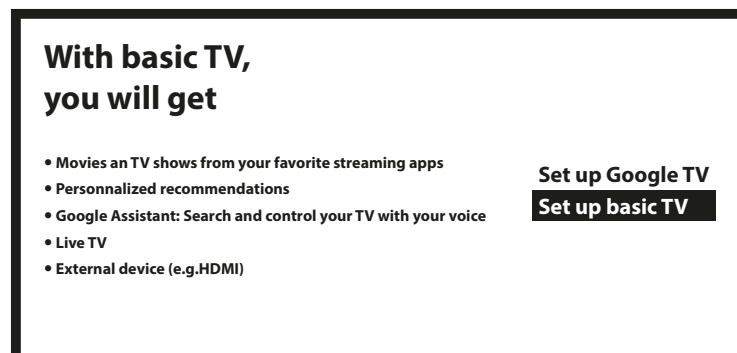 With basic TV,
you will get
• Movies an TV shows from your favorite streaming apps
• Personnalized recommendations
• Google Assistant: Search and control your TV with your voice
• Live TV
• External device (e.g.HDMI)
Set up Google TV
Set up basic TV